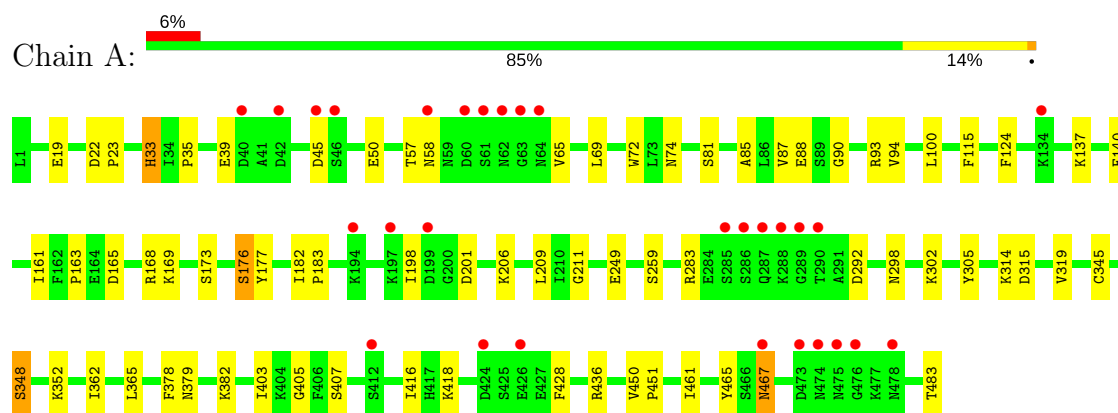 6%
Chain A:
85% 14% •
L1 E19 D22 P23 H33 I34 P35 E39 D40 A41 D42 D45 S46 E50 T57 N58 N59 D60 S61 N62 G63 N64 V65 L69 W72 L73 N74 S81 A85 L86 V87 E88 S89 G90 R93 V94 L100 F115 F124 K134 K137
I161 F162 P163 E164 D165 R168 K169 S173 S176 Y177 I182 P183 K194 K197 I198 D199 G200 D201 K206 L209 I210 G211 E249 S259 R283 E284 S285 S286 Q287 K288 G289 T290 A291 D292 N298 K302 Y305 K314 D315 V319 C345
S348 K352 I362 L365 F378 N379 K382 I403 K404 G405 F406 S407 S412 I416 H417 K418 D424 S425 E426 E427 F428 R436 V450 P451 I461 Y465 S466 N467 D473 N474 N475 G476 K477 N478 T483